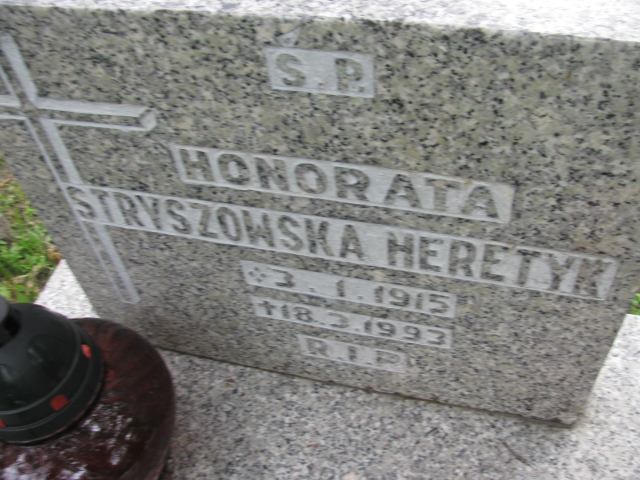 S.P.
HONORATA
STRYSZOWSKA HERETYK
+3.1.1915
†18.3.1993
R.I.P.